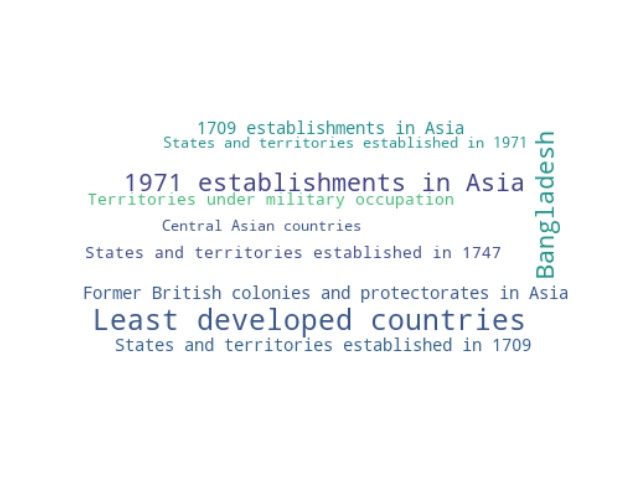 1709 establishments in Asia
States and territories established in 1971
Bangladesh
1971 establishments in Asia
Territories under military occupation
Central Asian countries
States and territories established in 1747
Former British colonies and protectorates in Asia
Least developed countries
States and territories established in 1709